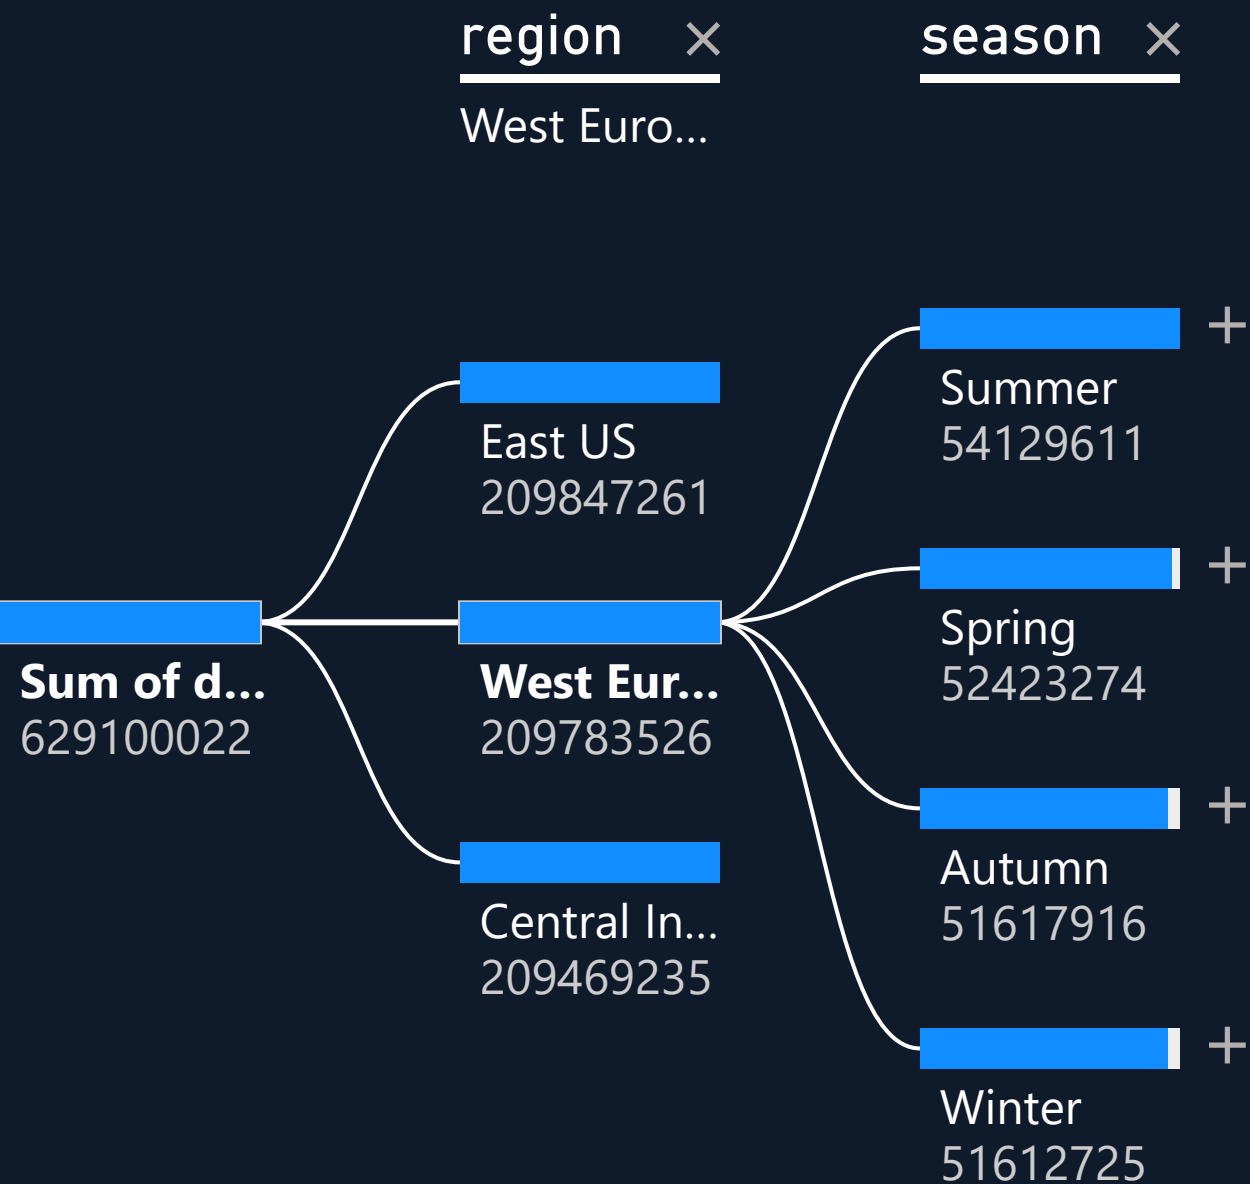 region
season
West Euro...
Sum of d...
629100022
East US
209847261
West Eur...
209783526
Central In...
209469235
Summer
54129611
Spring
52423274
Autumn
51617916
Winter
51612725